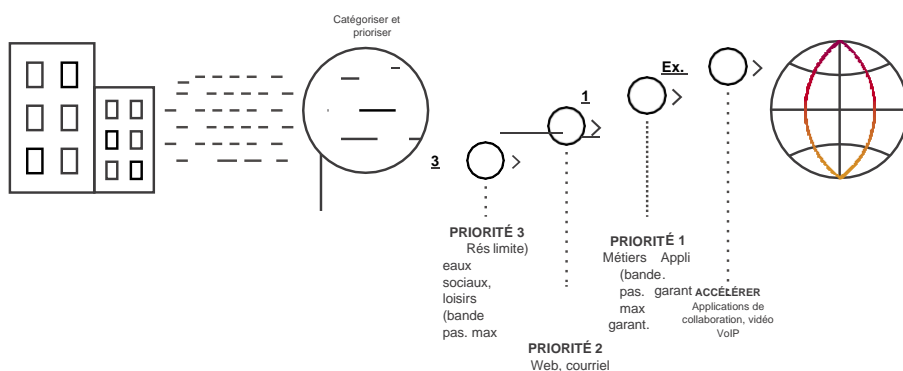 Catégoriser et
prioriser
Ex.
1
3
PRIORITÉ 3
Rés limite)
eaux
sociaux,
loisirs
(bande
pas. max
PRIORITÉ 2
Web, courriel
PRIORITÉ 1
Métiers Appli
(bande.
pas. garant
max
garant.
ACCÉLÉRER
Applications de
collaboration, vidéo
VoIP